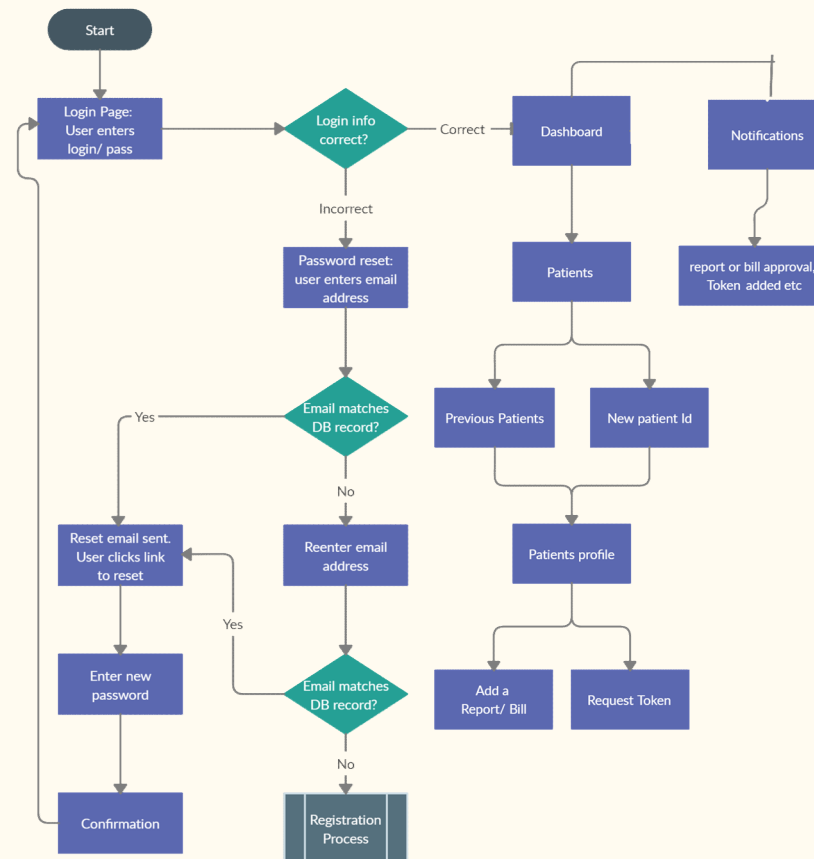 Start
Login Page:
User enters
login/ pass
Login info
correct?
Correct
Dashboard
Notifications
Incorrect
Password reset:
user enters email
address
Patients
report or bill approval,
Token added etc
Yes
Email matches
DB record?
Previous Patients
New patient Id
No
Reset email sent.
User clicks link
to reset
Reenter email
address
Patients profile
Yes
Enter new
password
Email matches
DB record?
Add a
Report/ Bill
Request Token
No
Confirmation
Registration
Process